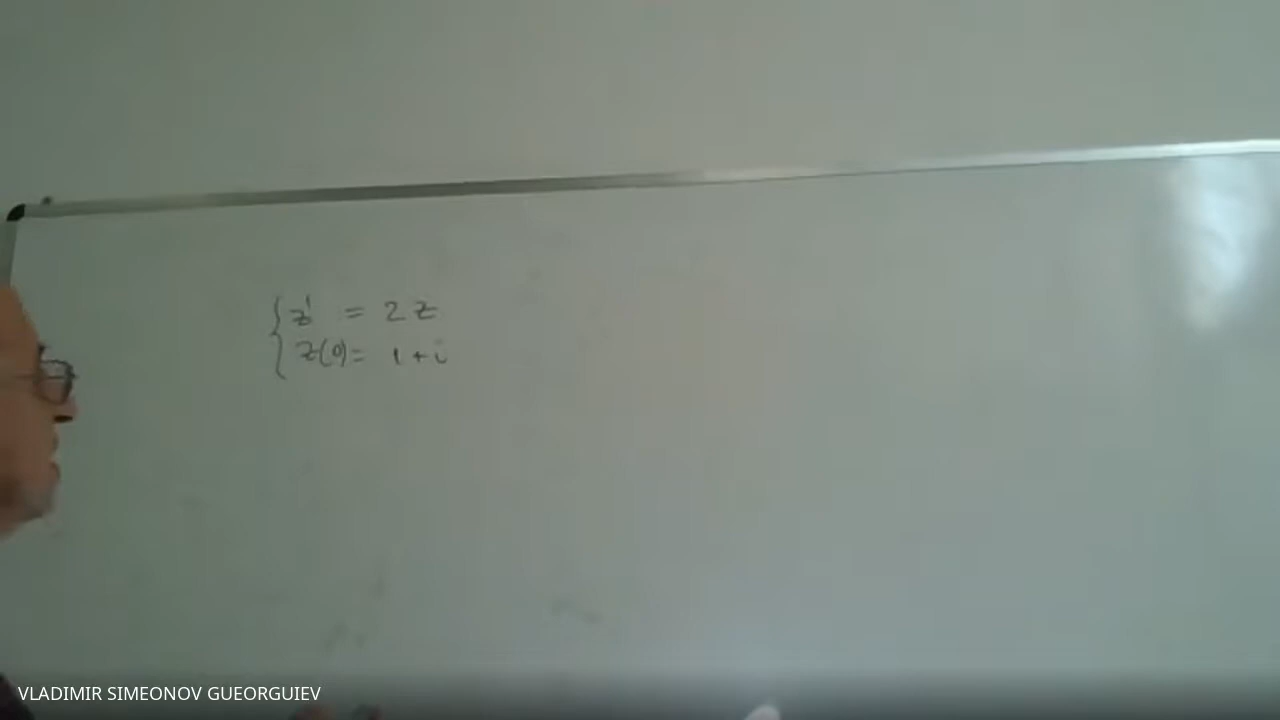 z' = 2z
z(0) = 1 + i
VLADIMIR SIMEONOV GUEORGUIEV